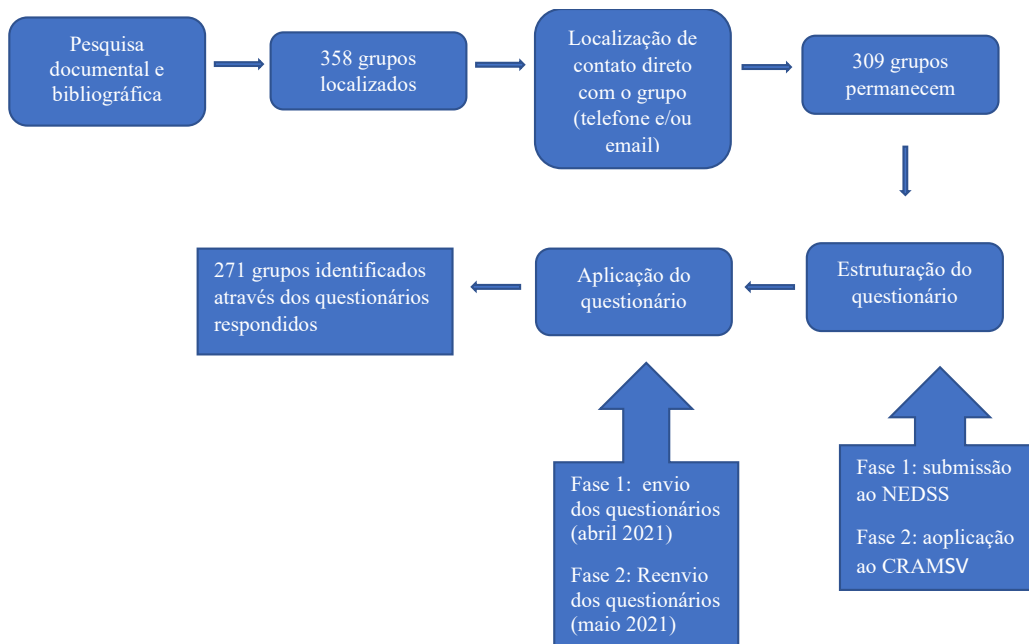 Pesquisa
documental e
bibliográfica
358 grupos
localizados
Localização de
contato direto
com o grupo
(telefone e/ou
email)
309 grupos
permanecem
Estruturação do
questionário
Aplicação do
questionário
271 grupos identificados
através dos questionários
respondidos
Fase 1: submissão
ao NEDSS
Fase 2: aoplicação
ao CRAMSV
Fase 1: envio
dos questionários
(abril 2021)
Fase 2: Reenvio
dos questionários
(maio 2021)